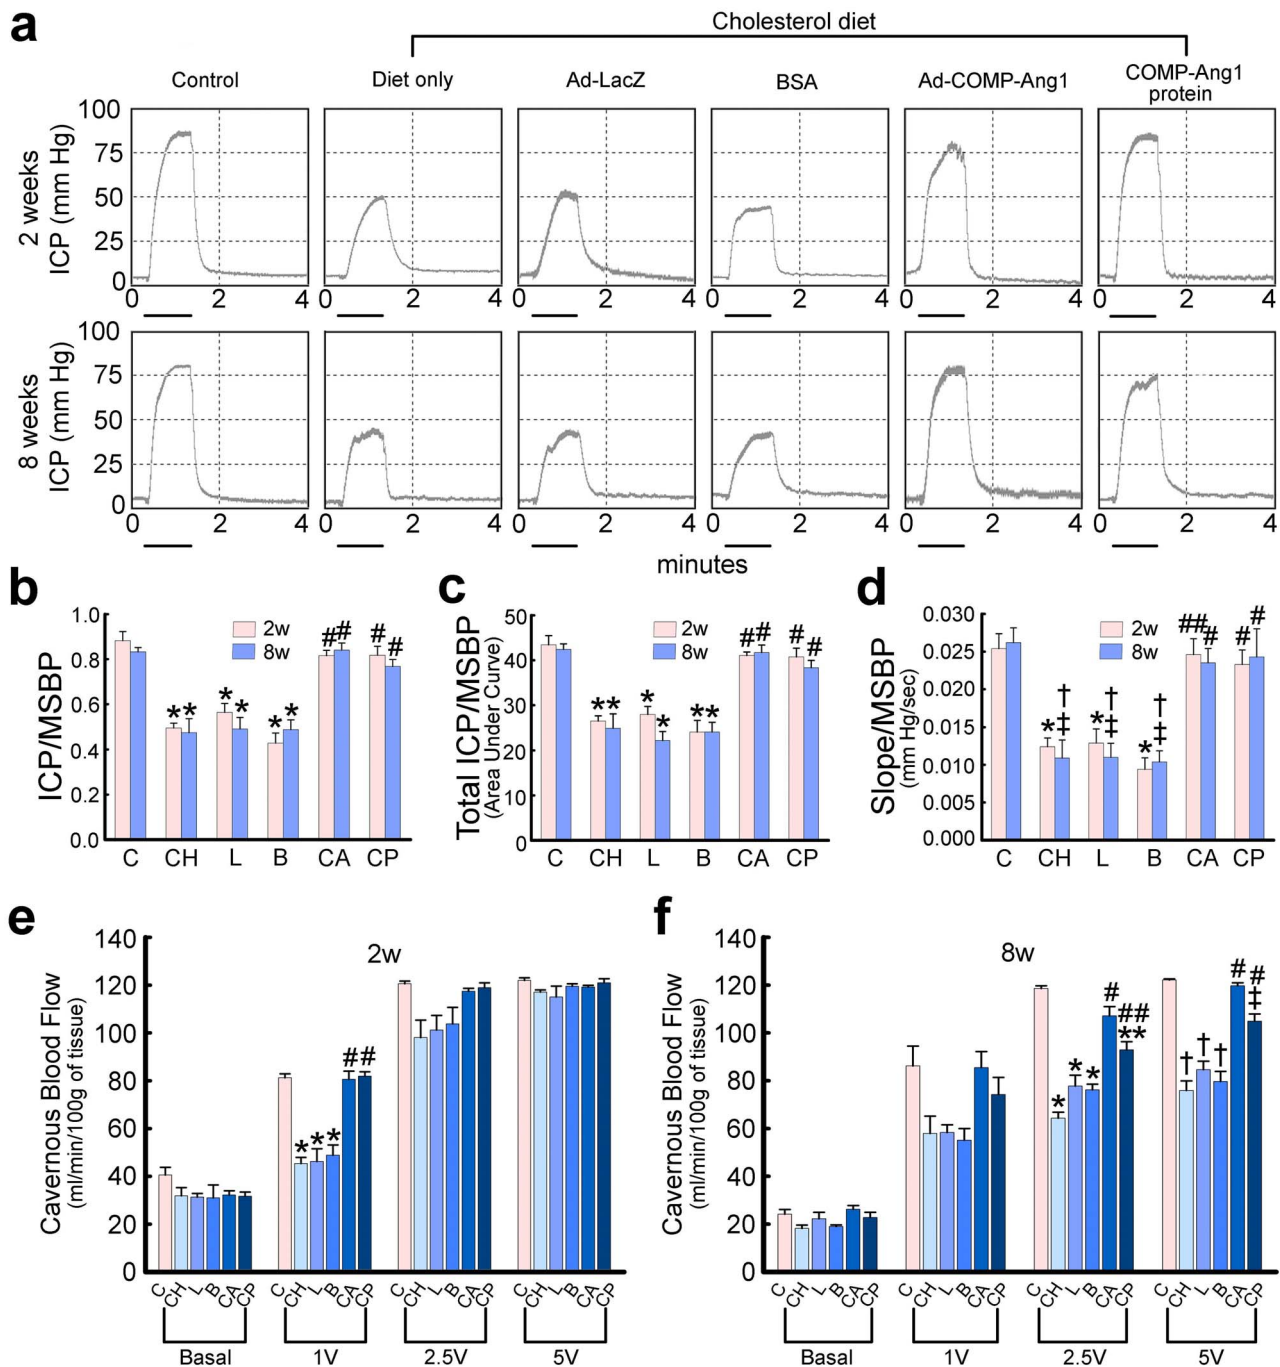 a
Cholesterol diet
Control Diet only Ad-LacZ BSA Ad-COMP-Ang1 COMP-Ang1
protein
2 weeks
ICP (mm Hg)
100
75
50
25
0
0 2 4 0 2 4 0 2 4 0 2 4 0 2 4 0 2 4
8 weeks
ICP (mm Hg)
100
75
50
25
0
0 2 4 0 2 4 0 2 4 0 2 4 0 2 4 0 2 4
minutes
b
ICP/MSBP
1.0
0.8
0.6
0.4
0.2
0.0
2w
8w
* * * * * * # # # #
C CH L B CA CP
c
Total ICP/MSBP
(Area Under Curve)
50
40
30
20
10
0
2w
8w
* * * * * * # # # #
C CH L B CA CP
d
Slope/MSBP
(mm Hg/sec)
0.030
0.025
0.020
0.015
0.010
0.005
0.000
2w
8w
* † ‡ * † ‡ * † ‡ ## # # #
C CH L B CA CP
e
2w
Cavernous Blood Flow
(ml/min/100g of tissue)
140
120
100
80
60
40
20
0
* * * # #
C CH L B CA CP C CH L B CA CP C CH L B CA CP C CH L B CA CP
Basal 1V 2.5V 5V
f
8w
Cavernous Blood Flow
(ml/min/100g of tissue)
140
120
100
80
60
40
20
0
* * * # ## ** † † † # # ‡
C CH L B CA CP C CH L B CA CP C CH L B CA CP C CH L B CA CP
Basal 1V 2.5V 5V